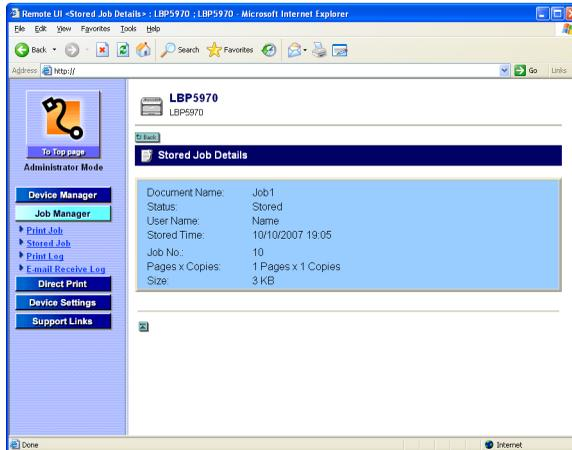 Remote UI <Stored Job Details> : LBP5970 ; LBP5970 - Microsoft Internet Explorer
File Edit View Favorites Tools Help
Back Search Favorites
Address http:// Go Links
To Top page
Administrator Mode
Device Manager
Job Manager
Print Job
Stored Job
Print Log
E-mail Receive Log
Direct Print
Device Settings
Support Links
LBP5970
LBP5970
Back
Stored Job Details
Document Name: Job1
Status: Stored
User Name: Name
Stored Time: 10/10/2007 19:05
Job No.: 10
Pages x Copies: 1 Pages x 1 Copies
Size: 3 KB
Done Internet